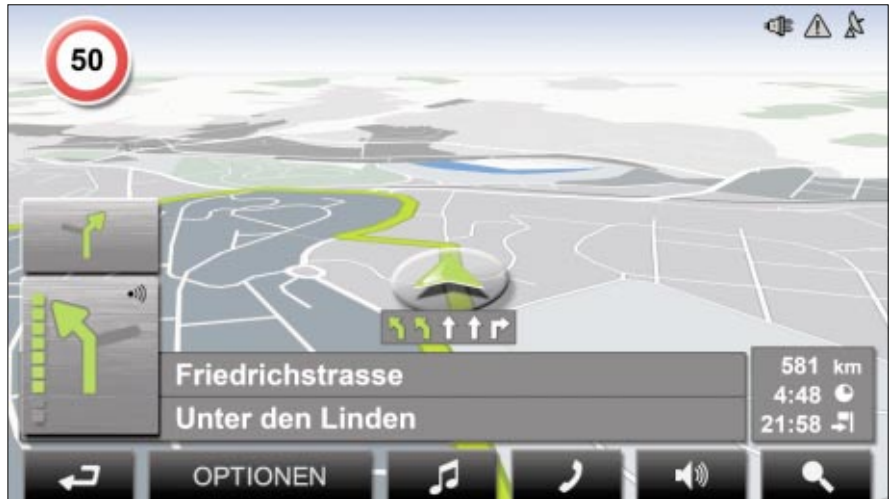 50
Friedrichstrasse
Unter den Linden
581 km
4:48
21:58
OPTIONEN